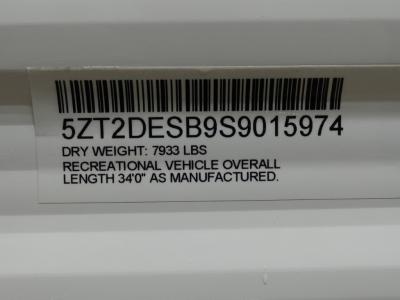 5ZT2DESB9S9015974
DRY WEIGHT: 7933 LBS
RECREATIONAL VEHICLE OVERALL
LENGTH 34'0" AS MANUFACTURED.